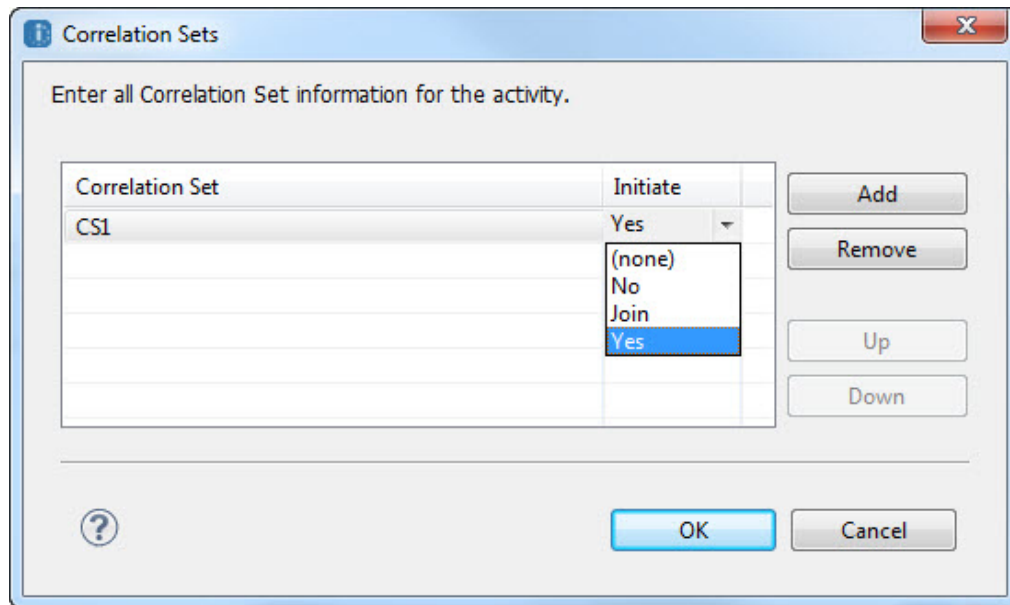 Correlation Sets
Enter all Correlation Set information for the activity.
Correlation Set Initiate
CS1 Yes
(none)
No
Join
Yes
Add
Remove
Up
Down
OK Cancel